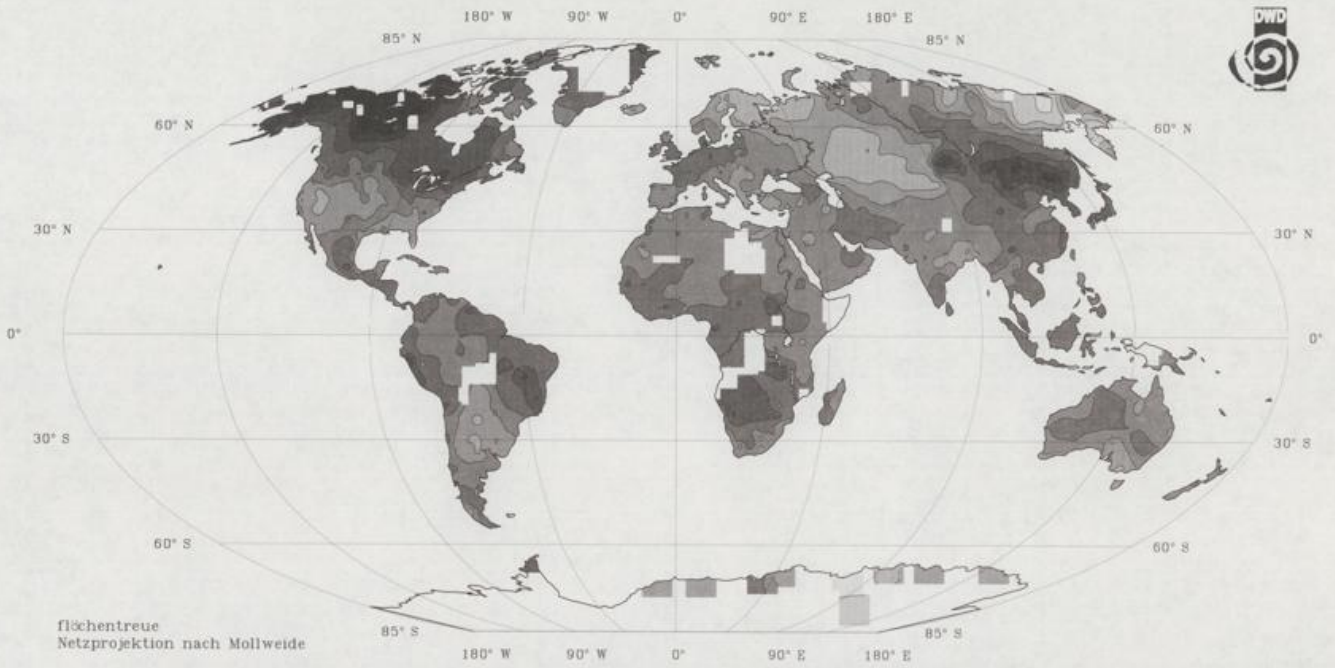 180° W 90° W 0° 90° E 180° E
DWD
85° N 85° N
60° N 60° N
30° N 30° N
0° 0°
30° S 30° S
60° S 60° S
flöchentreue
Netzprojektion nach Mollweide
85° S 85° S
180° W 90° W 0° 90° E 180° E